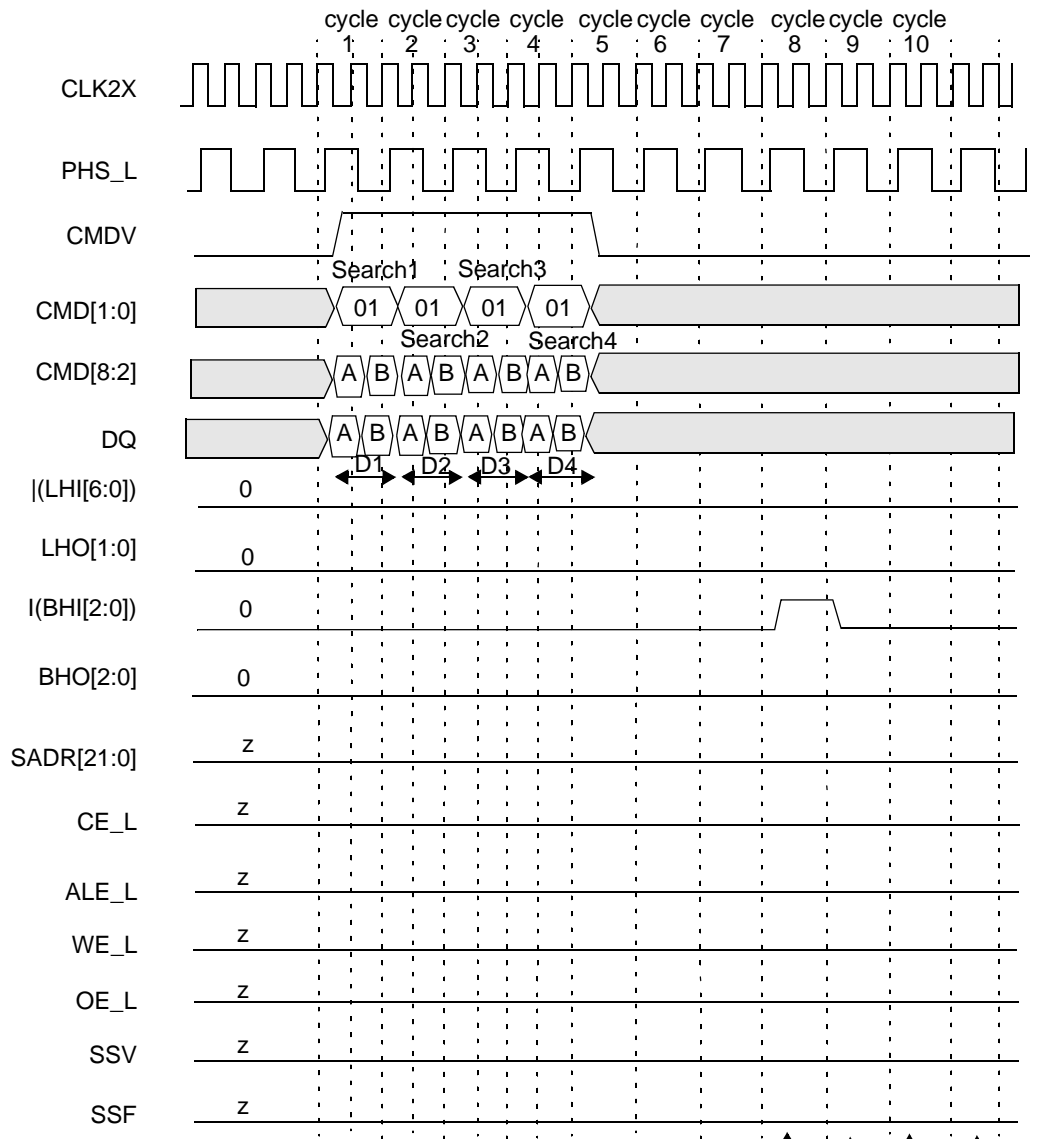 cycle cycle cycle cycle cycle cycle cycle cycle cycle cycle
1 2 3 4 5 6 7 8 9 10
CLK2X
PHS_L
CMDV
Search1 Search3
CMD[1:0] 01 01 01 01
Search2 Search4
CMD[8:2] A B A B A B A B
DQ A B A B A B A B
D1 D2 D3 D4
|(LHI[6:0]) 0
LHO[1:0] 0
I(BHI[2:0]) 0
BHO[2:0] 0
SADR[21:0] z
CE_L z
ALE_L z
WE_L z
OE_L z
SSV z
SSF z